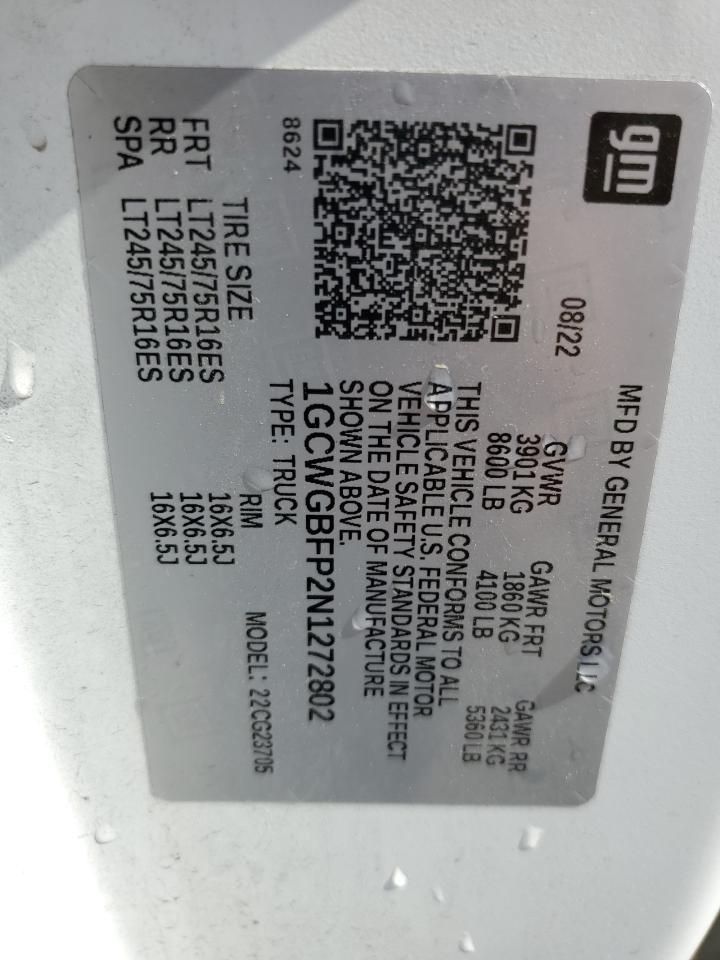 gm
MFD BY GENERAL MOTORS LLC
08/22
GVWR GAWR FRT GAWR RR
3901 KG 1860 KG 2431 KG
8600 LB 4100 LB 5360 LB
THIS VEHICLE CONFORMS TO ALL
APPLICABLE U.S. FEDERAL MOTOR
VEHICLE SAFETY STANDARDS IN EFFECT
ON THE DATE OF MANUFACTURE
SHOWN ABOVE.
1GCWGBFP2N1272802
8624
TYPE: TRUCK MODEL: 22CG23705
TIRE SIZE RIM
FRT LT245/75R16ES 16X6.5J
RR LT245/75R16ES 16X6.5J
SPA LT245/75R16ES 16X6.5J